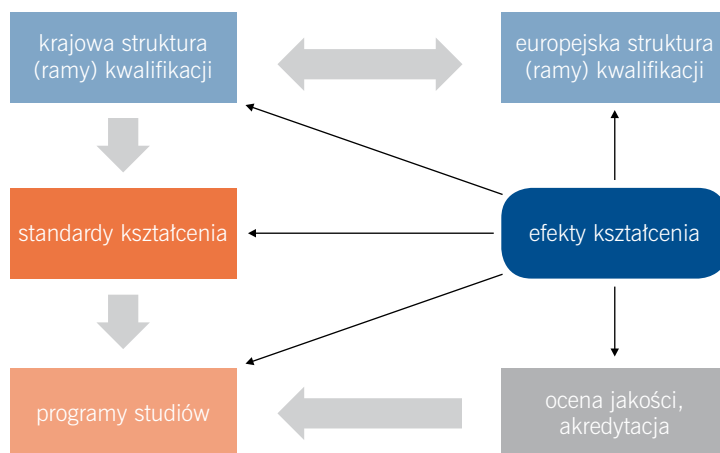 krajowa struktura
(ramy) kwalifikacji
europejska struktura
(ramy) kwalifikacji
standardy kształcenia
efekty kształcenia
programy studiów
ocena jakości,
akredytacja